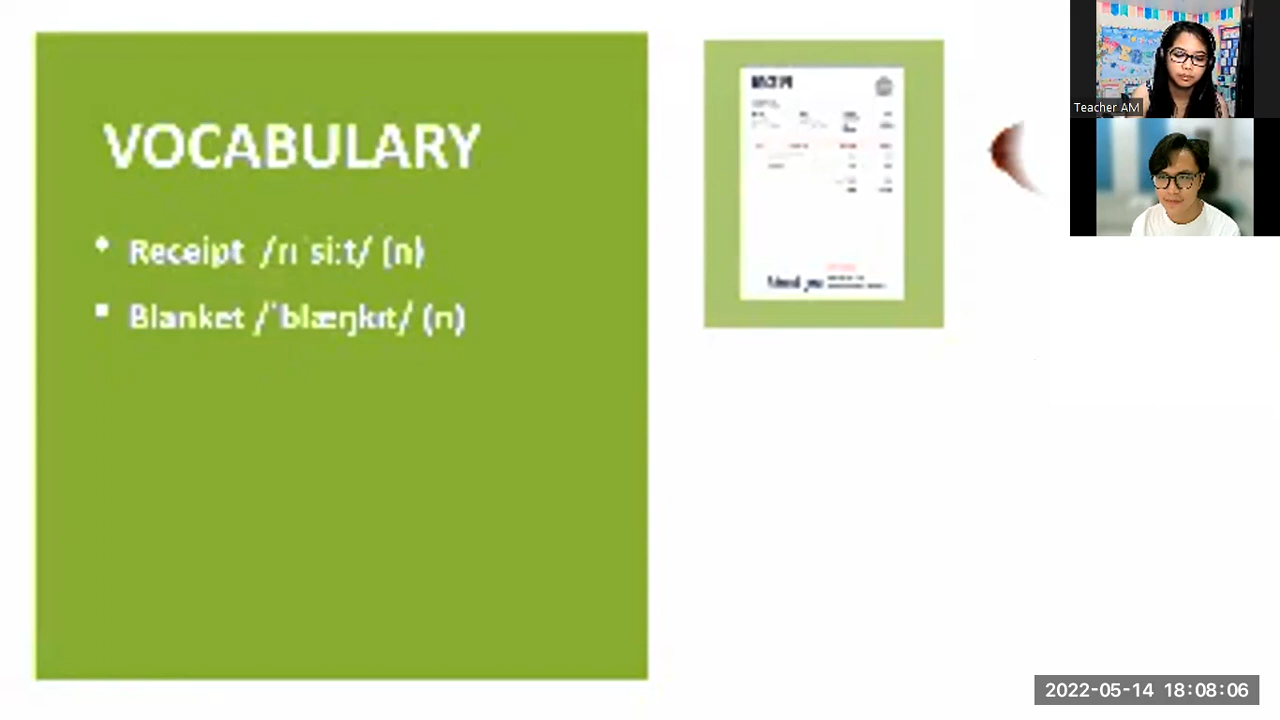 VOCABULARY
• Receipt /rɪˈsiːt/ (n)
▪ Blanket /ˈblæŋkɪt/ (n)
Teacher AM
2022-05-14 18:08:06